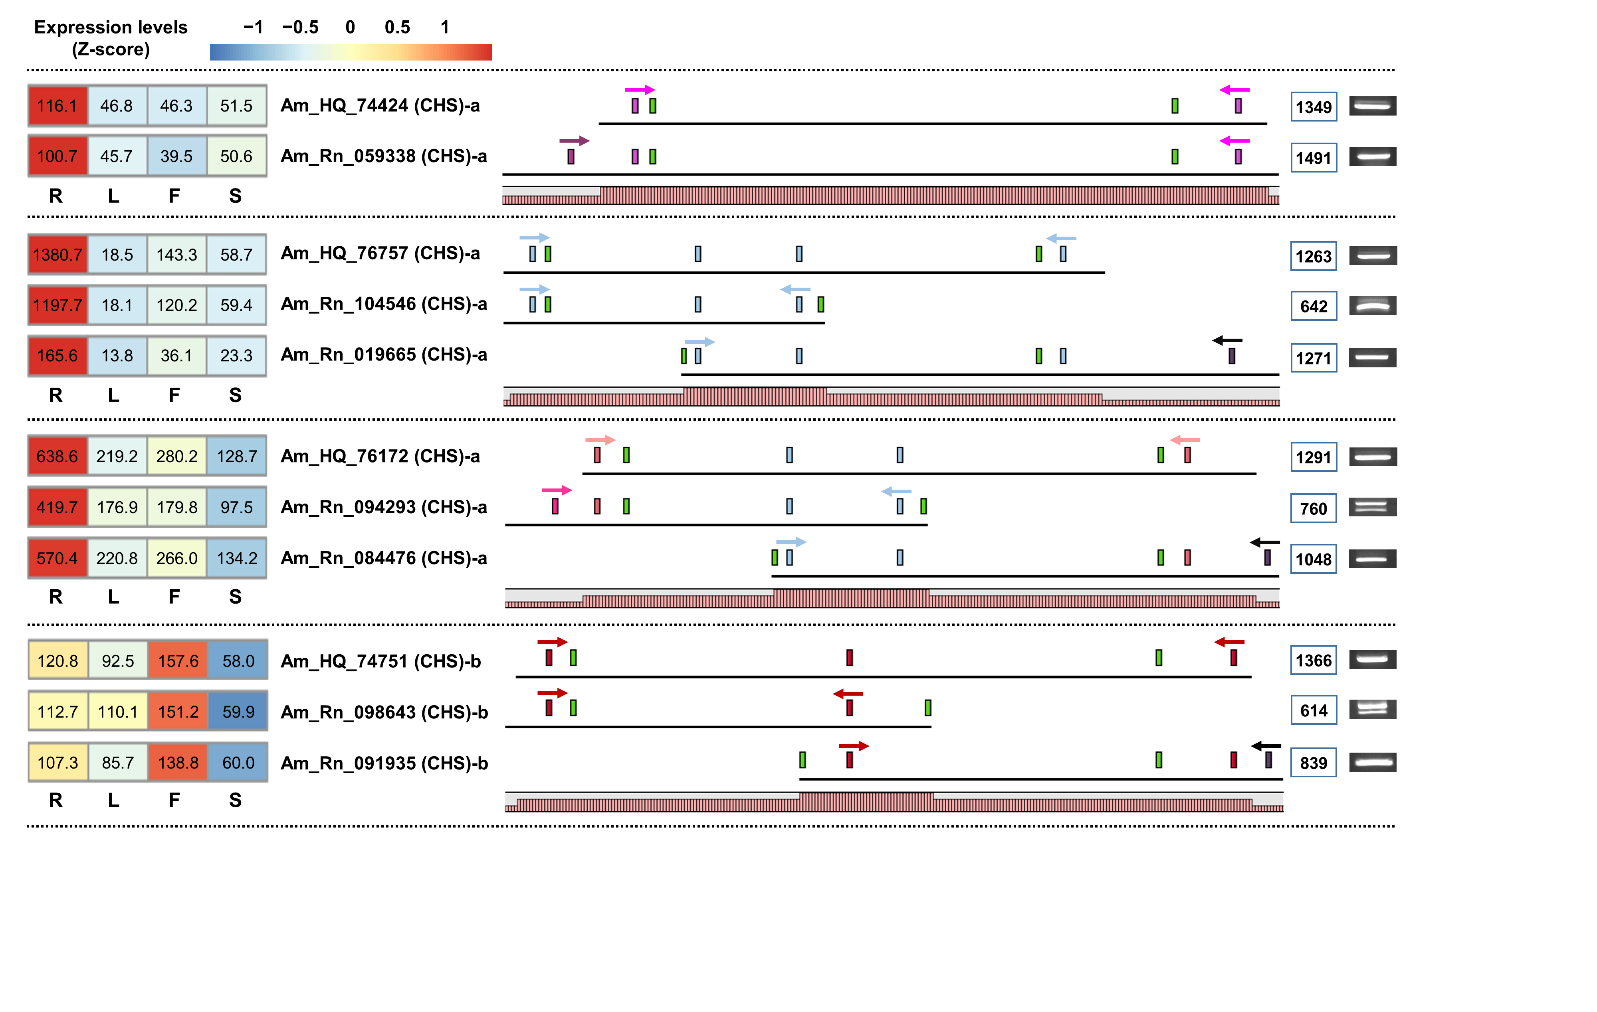 Expression levels
(Z-score)
−1 −0.5 0 0.5 1
116.1 46.8 46.3 51.5 Am_HQ_74424 (CHS)-a 1349
100.7 45.7 39.5 50.6 Am_Rn_059338 (CHS)-a 1491
R L F S
1380.7 18.5 143.3 58.7 Am_HQ_76757 (CHS)-a 1263
1197.7 18.1 120.2 59.4 Am_Rn_104546 (CHS)-a 642
165.6 13.8 36.1 23.3 Am_Rn_019665 (CHS)-a 1271
R L F S
638.6 219.2 280.2 128.7 Am_HQ_76172 (CHS)-a 1291
419.7 176.9 179.8 97.5 Am_Rn_094293 (CHS)-a 760
570.4 220.8 266.0 134.2 Am_Rn_084476 (CHS)-a 1048
R L F S
120.8 92.5 157.6 58.0 Am_HQ_74751 (CHS)-b 1366
112.7 110.1 151.2 59.9 Am_Rn_098643 (CHS)-b 614
107.3 85.7 138.8 60.0 Am_Rn_091935 (CHS)-b 839
R L F S